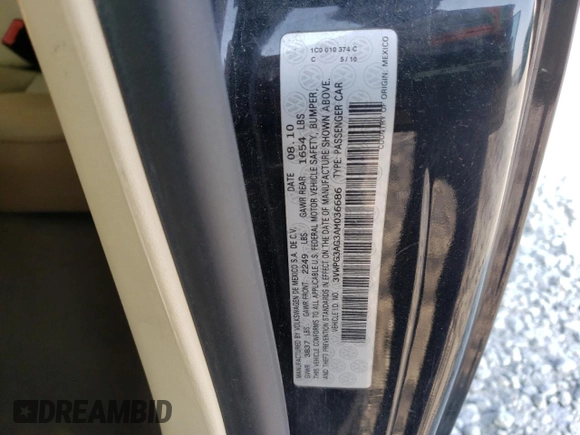 1C0 010 374 C
C 5/10
MANUFACTURED BY VOLKSWAGEN DE MEXICO S.A. DE C.V. DATE 08.10
GVWR 3837 LBS GAWR FRONT 2249 LBS GAWR REAR 1654 LBS
THIS VEHICLE CONFORMS TO ALL APPLICABLE U.S. FEDERAL MOTOR VEHICLE SAFETY, BUMPER,
AND THEFT PREVENTION STANDARDS IN EFFECT ON THE DATE OF MANUFACTURE SHOWN ABOVE.
VEHICLE I.D. NO.: 3VWPG3AG3AM036686 TYPE: PASSENGER CAR
COUNTRY OF ORIGIN: MEXICO
DREAMBID